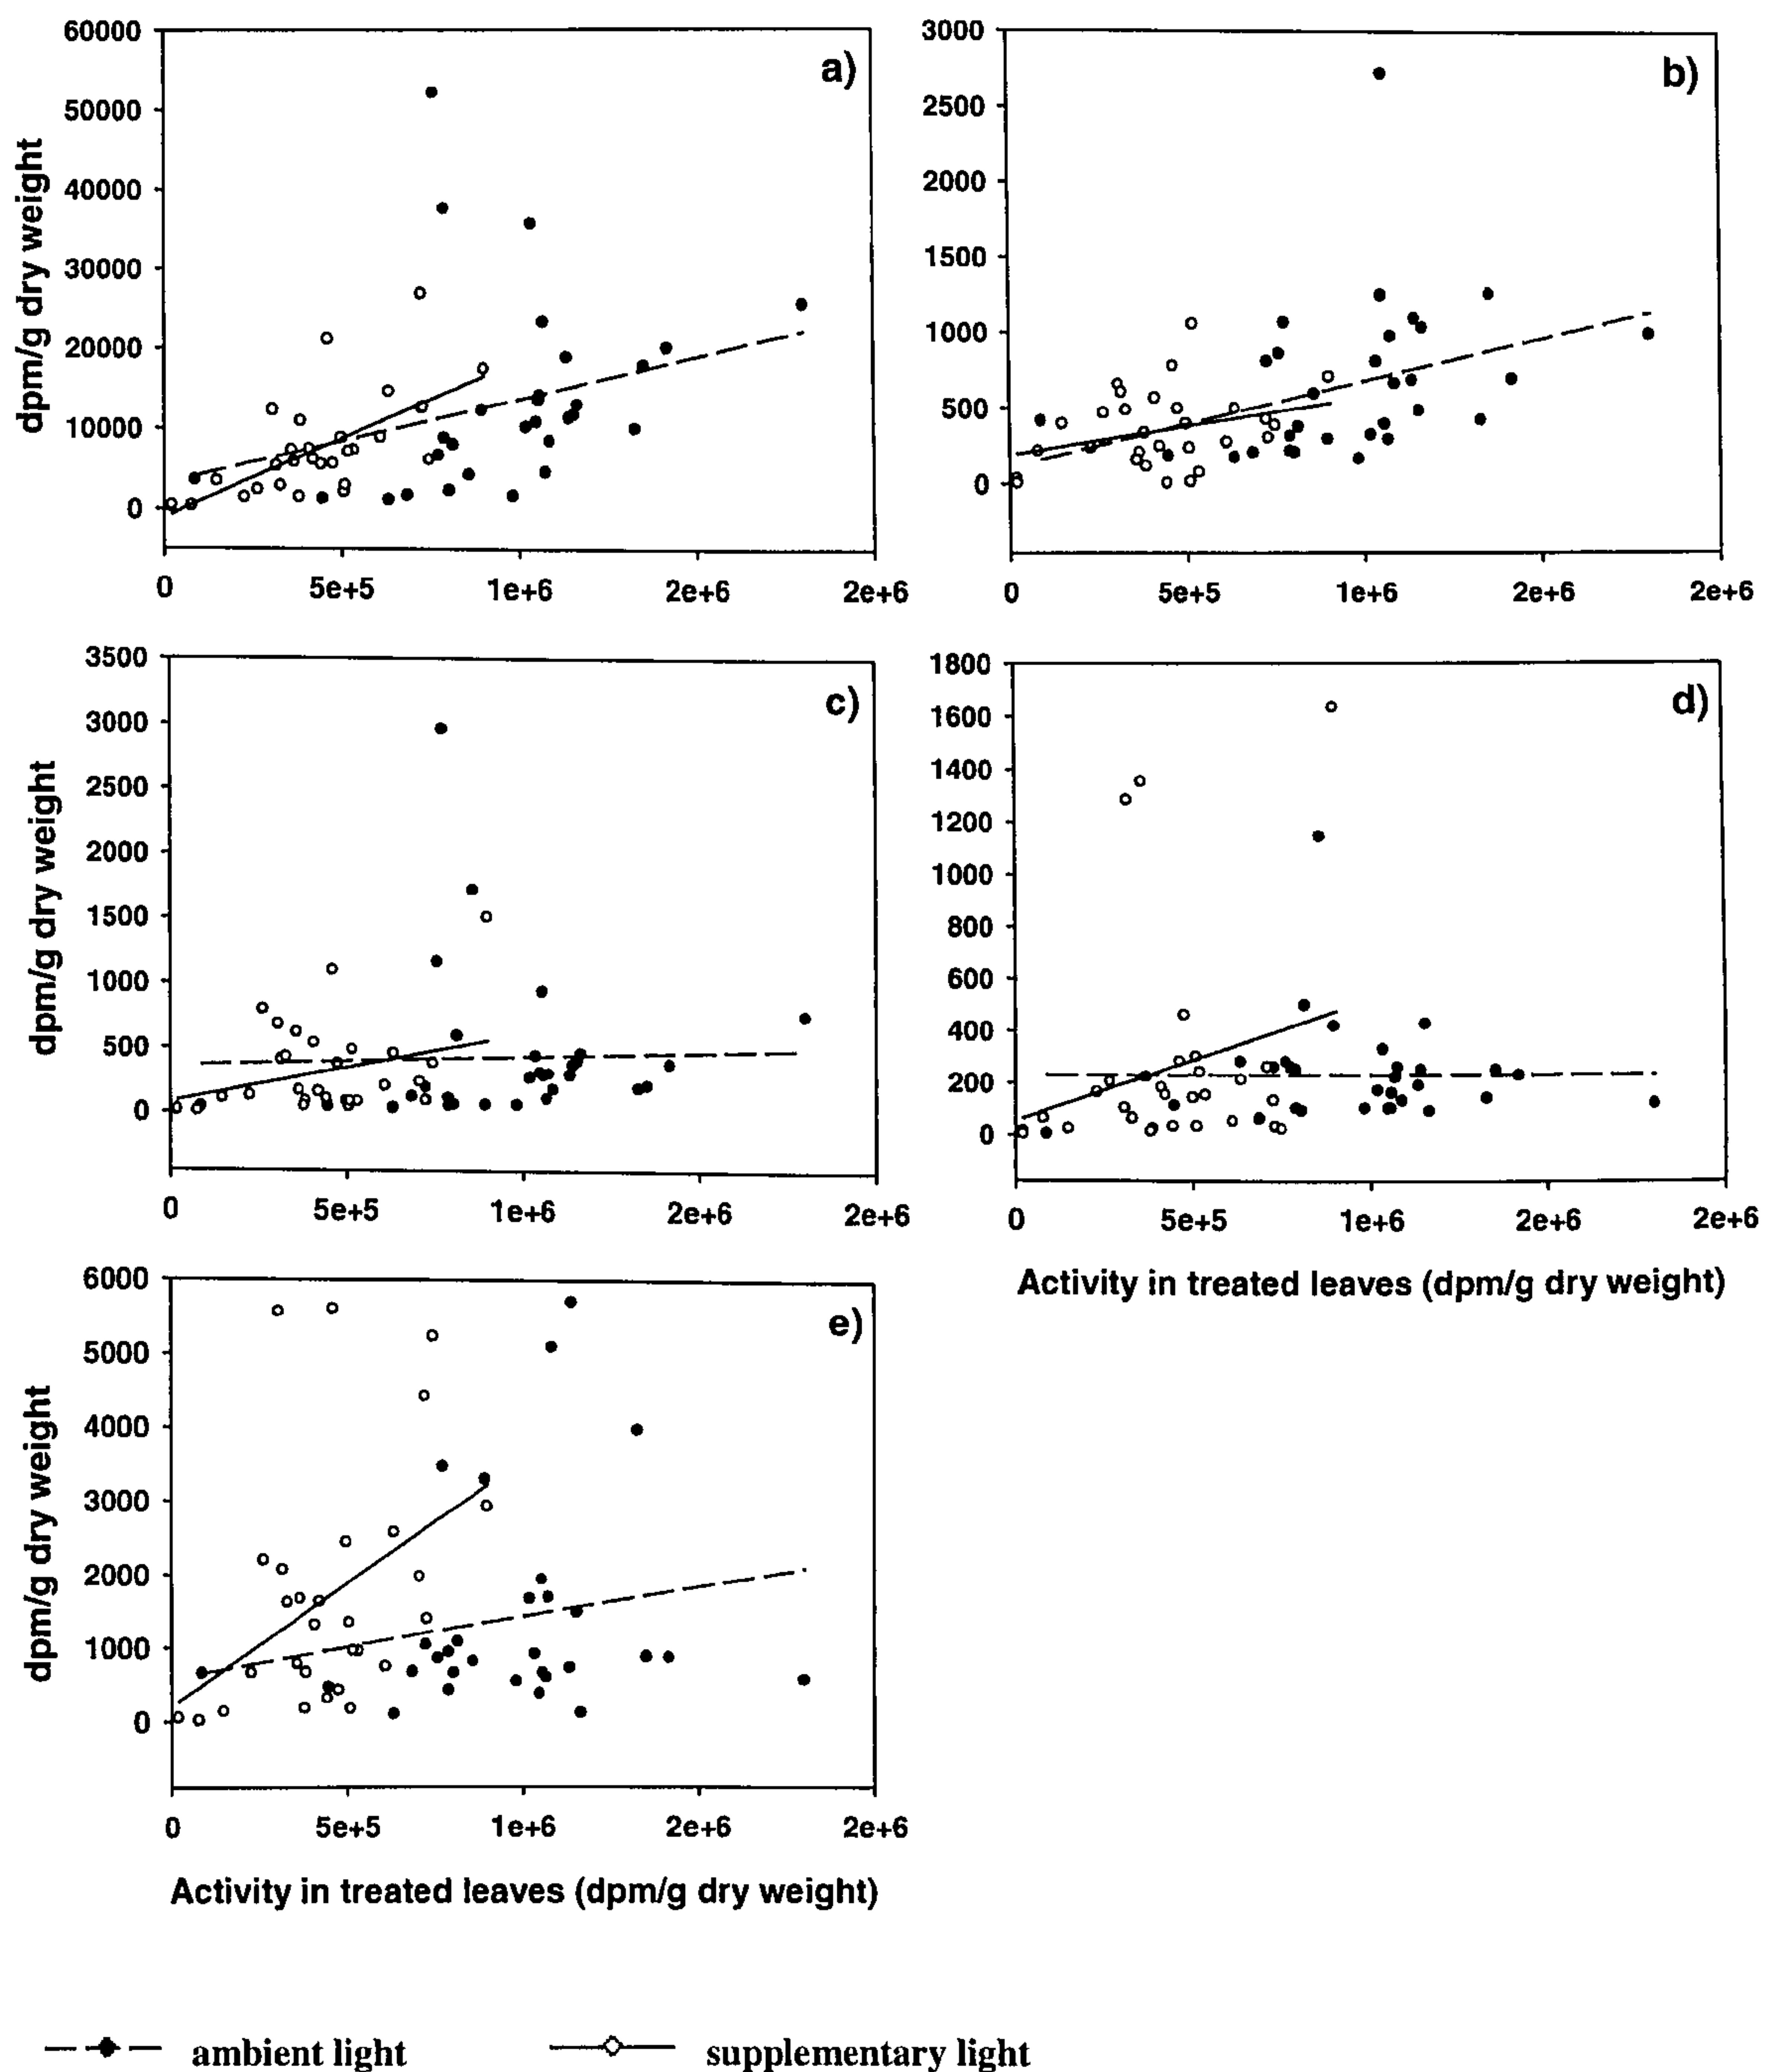 a)
60000
50000
40000
30000
20000
10000
0
dpm/g dry weight
0 5e+5 1e+6 2e+6 2e+6
b)
3000
2500
2000
1500
1000
500
0
0 5e+5 1e+6 2e+6 2e+6
c)
3500
3000
2500
2000
1500
1000
500
0
dpm/g dry weight
0 5e+5 1e+6 2e+6 2e+6
d)
1800
1600
1400
1200
1000
800
600
400
200
0
0 5e+5 1e+6 2e+6 2e+6
Activity in treated leaves (dpm/g dry weight)
e)
6000
5000
4000
3000
2000
1000
0
dpm/g dry weight
0 5e+5 1e+6 2e+6 2e+6
Activity in treated leaves (dpm/g dry weight)
ambient light supplementary light